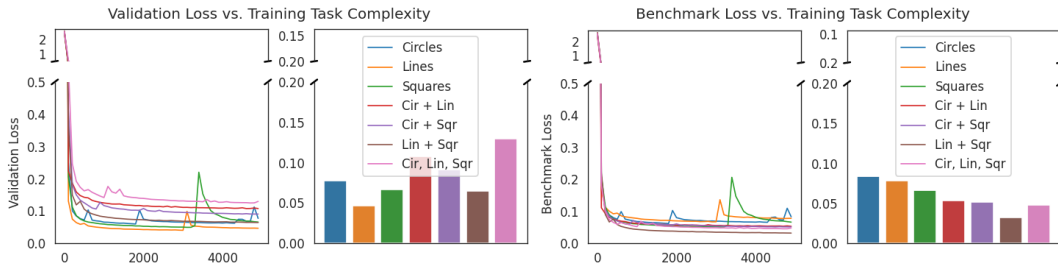 Validation Loss vs. Training Task Complexity
Validation Loss
2
1
0.5
0.4
0.3
0.2
0.1
0.0
0
2000
4000
0.15
0.20
0.20
0.15
0.10
0.05
0.00
Circles
Lines
Squares
Cir + Lin
Cir + Sqr
Lin + Sqr
Cir, Lin, Sqr
Benchmark Loss vs. Training Task Complexity
Benchmark Loss
2
1
0.5
0.4
0.3
0.2
0.1
0.0
0
2000
4000
0.1
0.2
0.20
0.15
0.10
0.05
0.00
Circles
Lines
Squares
Cir + Lin
Cir + Sqr
Lin + Sqr
Cir, Lin, Sqr